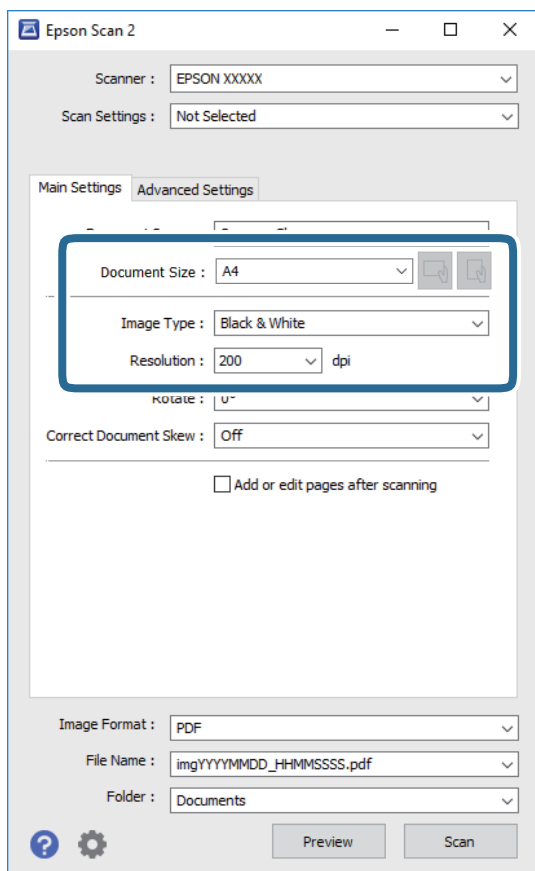 Epson Scan 2
Scanner : EPSON XXXXX
Scan Settings : Not Selected
Main Settings Advanced Settings
Document Size : A4
Image Type : Black & White
Resolution : 200 dpi
Rotate : 0°
Correct Document Skew : Off
Add or edit pages after scanning
Image Format : PDF
File Name : imgYYYYMMDD_HHMMSSSS.pdf
Folder : Documents
? Preview Scan